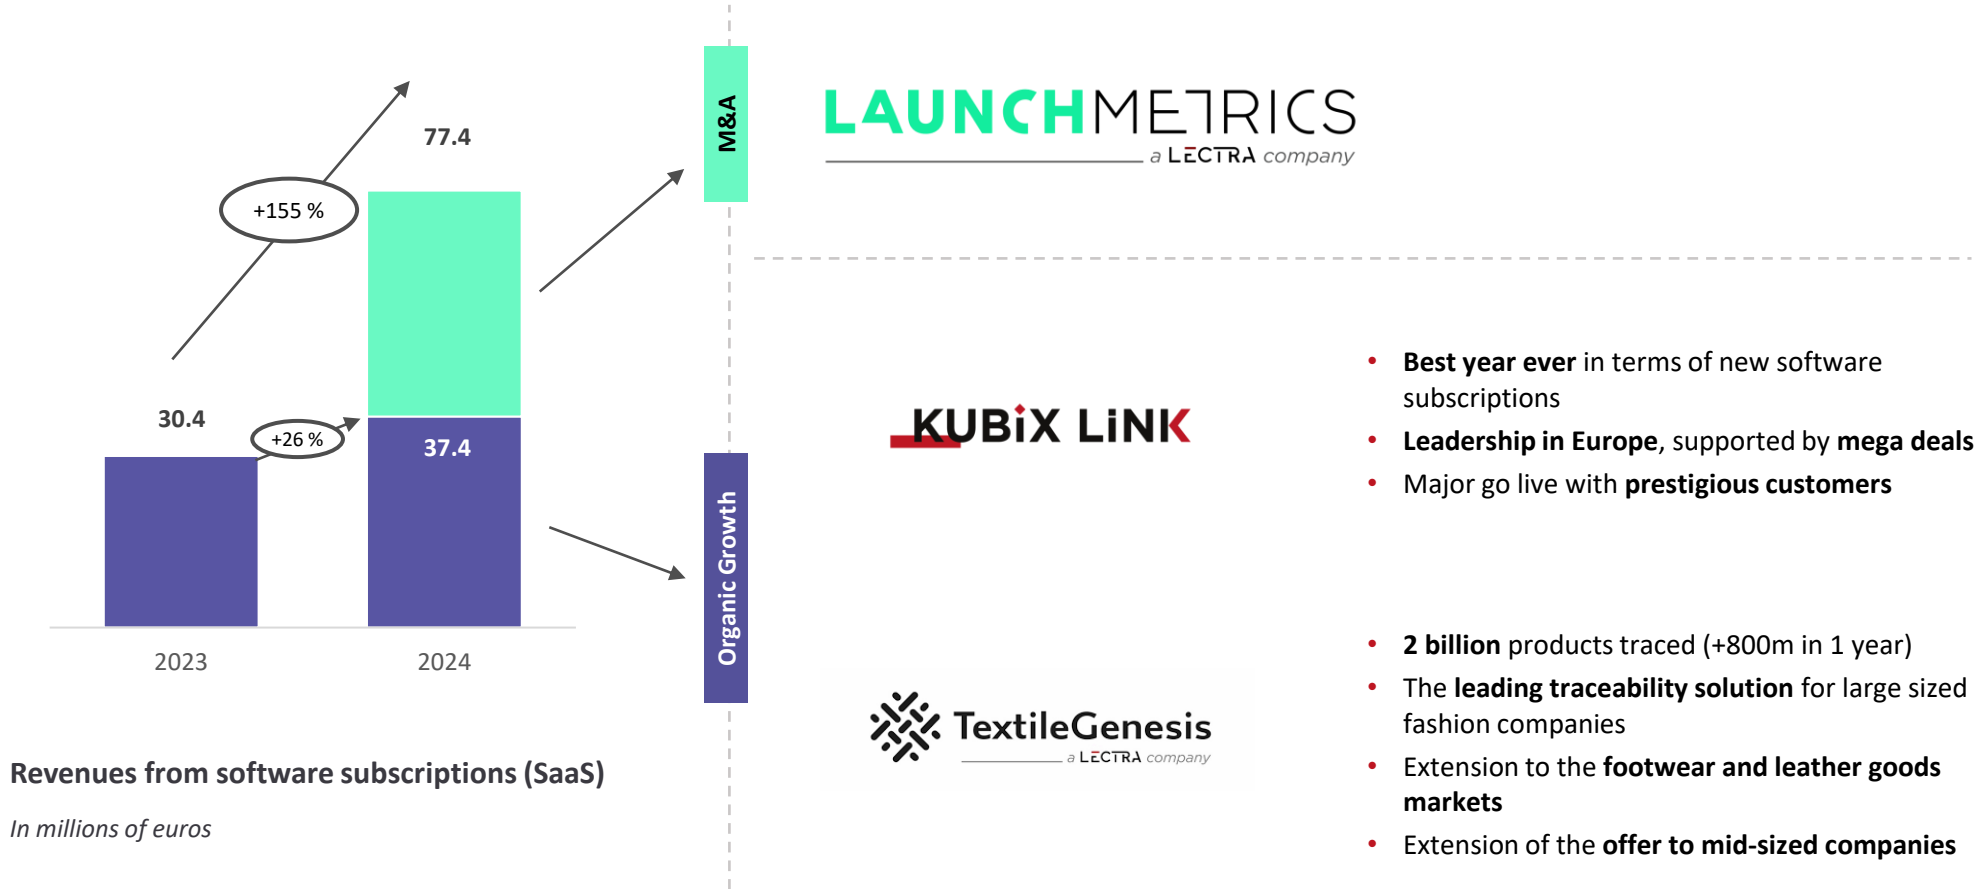 77.4
+155 %
30.4
+26 %
37.4
2023
2024
Revenues from software subscriptions (SaaS)
In millions of euros
M&A
LAUNCHMETRICS
a LECTRA company
Organic Growth
KUBiX LiNK
• Best year ever in terms of new software
subscriptions
• Leadership in Europe, supported by mega deals
• Major go live with prestigious customers
TextileGenesis
a LECTRA company
• 2 billion products traced (+800m in 1 year)
• The leading traceability solution for large sized
fashion companies
• Extension to the footwear and leather goods
markets
• Extension of the offer to mid-sized companies